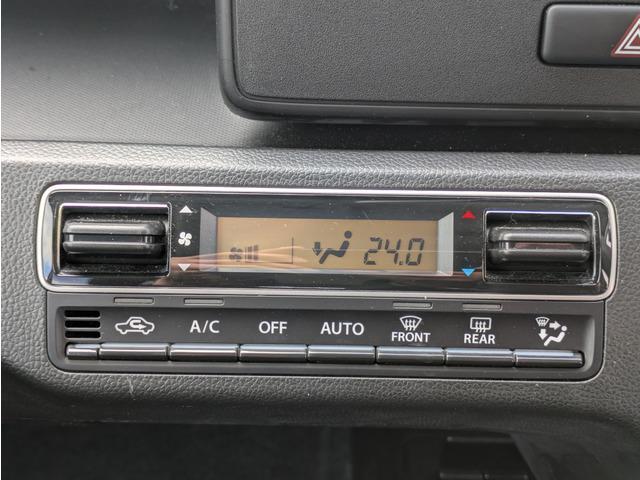 24.0
A/C OFF AUTO FRONT REAR